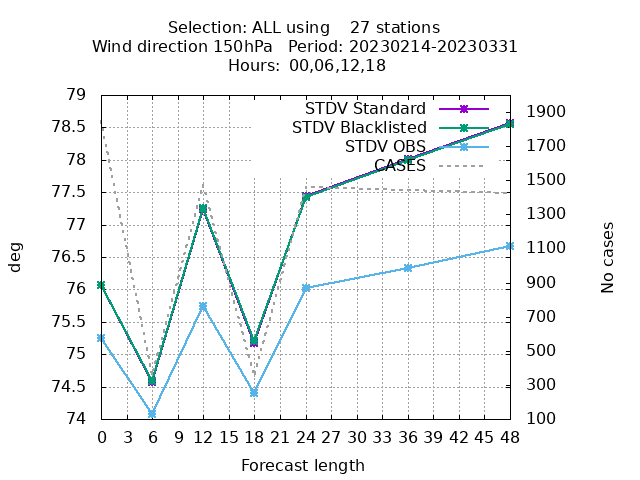 Selection: ALL using    27 stations
Wind direction 150hPa   Period: 20230214-20230331
Hours: 00,06,12,18
STDV Standard
STDV Blacklisted
STDV OBS
CASES
deg
79
78.5
78
77.5
77
76.5
76
75.5
75
74.5
74
1900
1700
1500
1300
1100
900
700
500
300
100
No cases
0 3 6 9 12 15 18 21 24 27 30 33 36 39 42 45 48
Forecast length